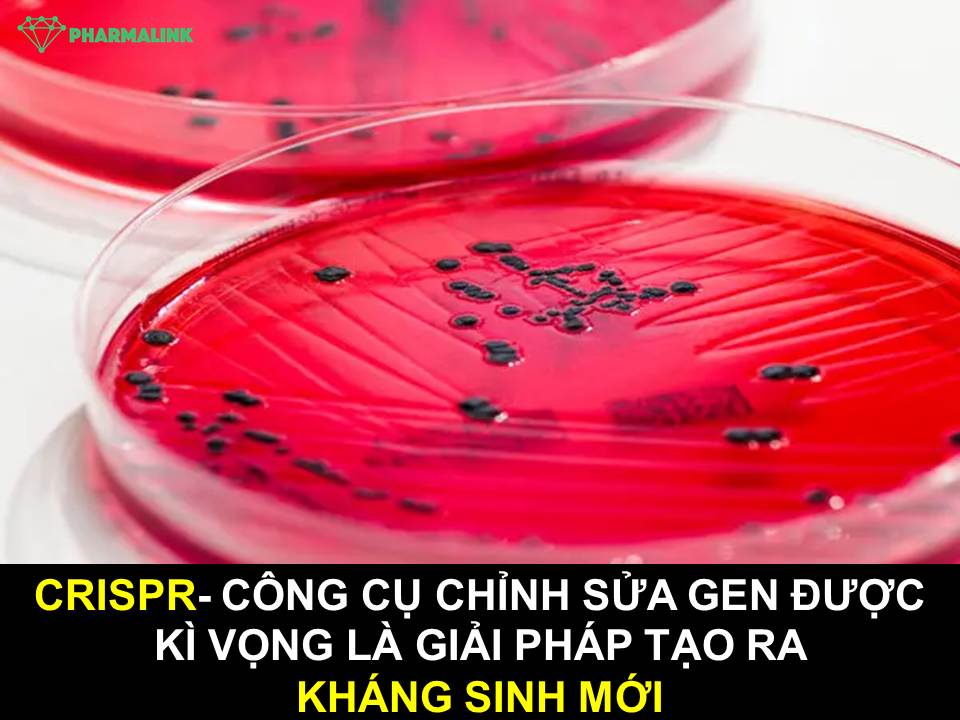 PHARMALINK
CRISPR- CÔNG CỤ CHỈNH SỬA GEN ĐƯỢC
KÌ VỌNG LÀ GIẢI PHÁP TẠO RA
KHÁNG SINH MỚI